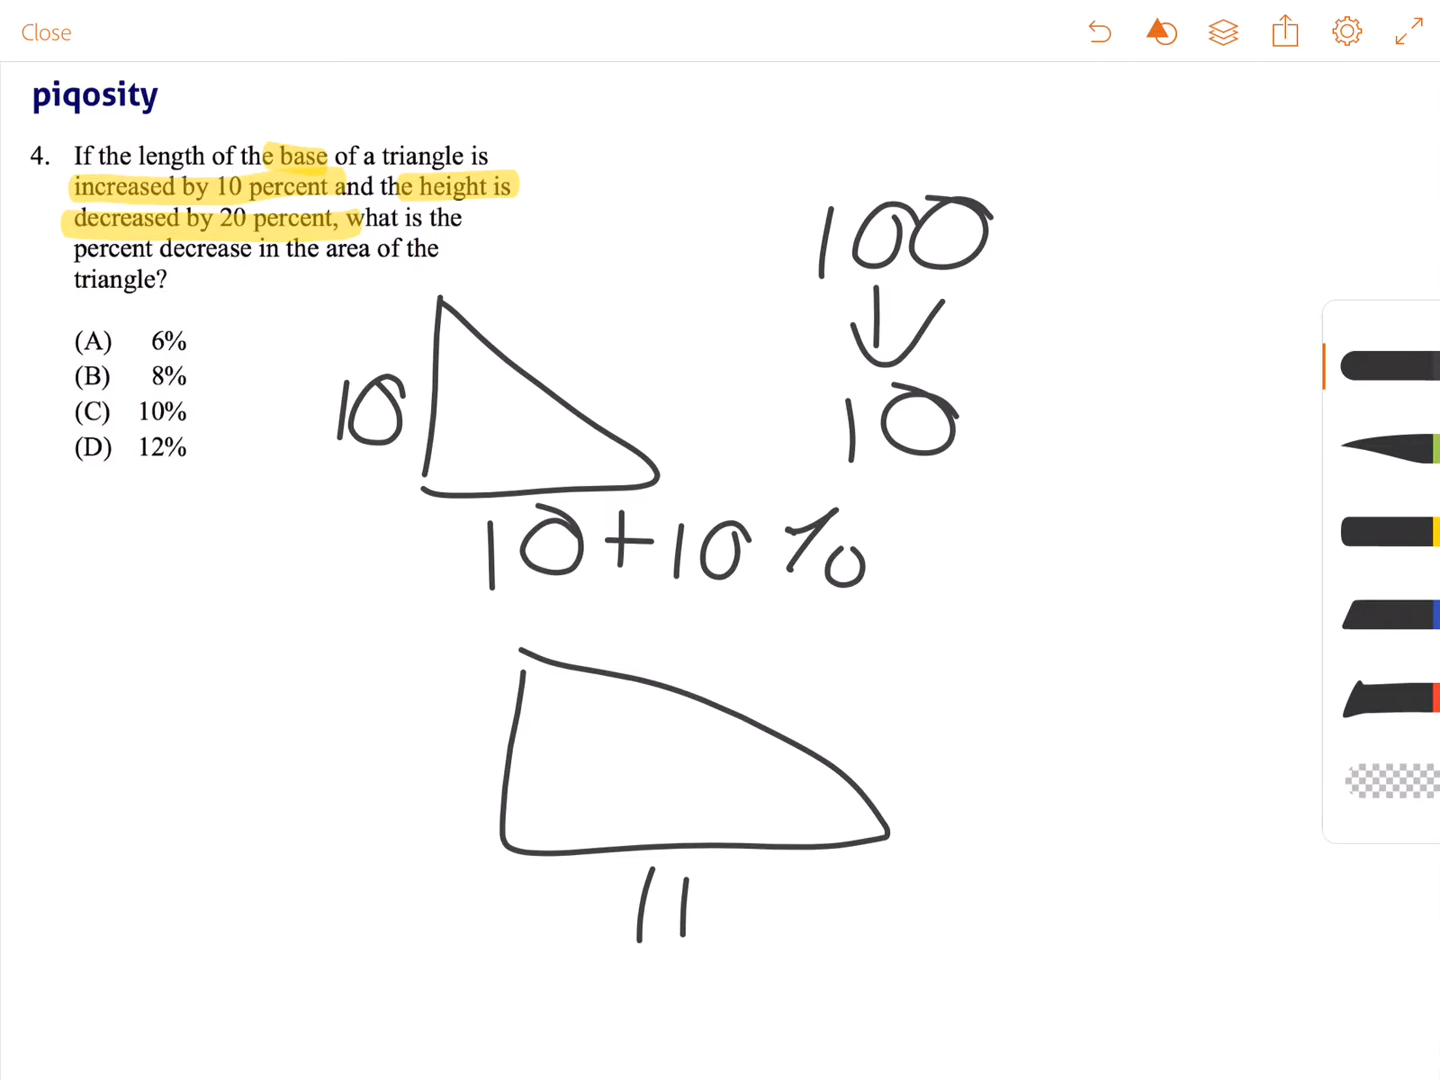 Close
piqosity
4. If the length of the base of a triangle is
increased by 10 percent and the height is
decreased by 20 percent, what is the
percent decrease in the area of the
triangle?
(A) 6%
(B) 8%
(C) 10%
(D) 12%
100
10
10
10+10%
11